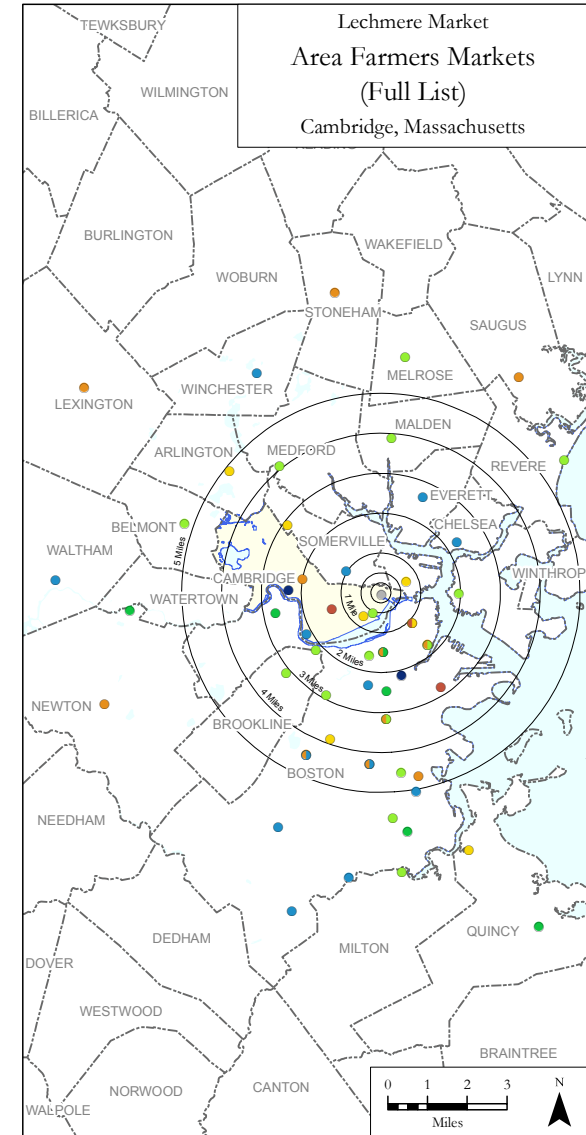 Lechmere Market
Area Farmers Markets
(Full List)
Cambridge, Massachusetts
TEWKSBURY
WILMINGTON
BILLERICA
BURLINGTON
WAKEFIELD
WOBURN
LYNN
STONEHAM
SAUGUS
MELROSE
WINCHESTER
LEXINGTON
MALDEN
ARLINGTON
MEDFORD
REVERE
EVERETT
BELMONT
CHELSEA
SOMERVILLE
WALTHAM
5 Miles
WINTHROP
CAMBRIDGE
WATERTOWN
1 Mile
2 Miles
3 Miles
4 Miles
NEWTON
BROOKLINE
BOSTON
NEEDHAM
QUINCY
DEDHAM
MILTON
DOVER
WESTWOOD
BRAINTREE
NORWOOD
CANTON
WALPOLE
0 1 2 3
Miles
N